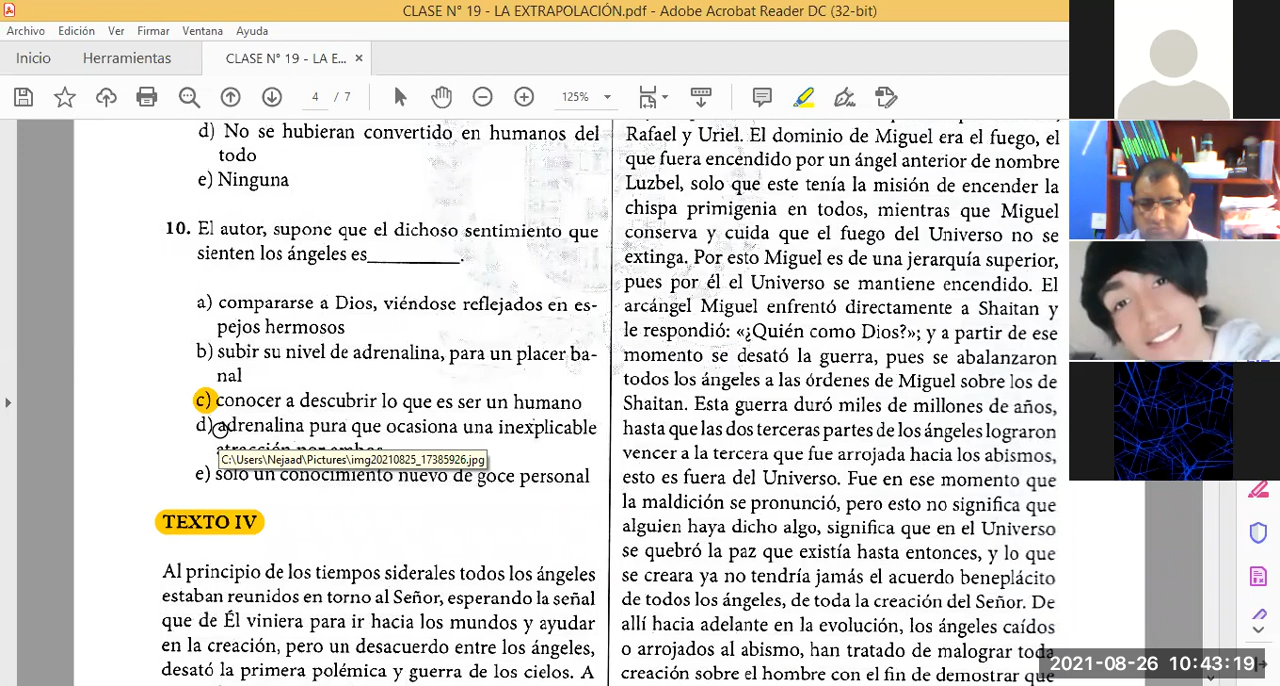 CLASE N° 19 - LA EXTRAPOLACIÓN.pdf - Adobe Acrobat Reader DC (32-bit)
Archivo Edición Ver Firmar Ventana Ayuda
Inicio Herramientas CLASE N° 19 - LA E... ×
4 / 7 125%
d) No se hubieran convertido en humanos del
todo
e) Ninguna
10. El autor, supone que el dichoso sentimiento que
sienten los ángeles es__________.
a) compararse a Dios, viéndose reflejados en es-
pejos hermosos
b) subir su nivel de adrenalina, para un placer ba-
nal
c) conocer a descubrir lo que es ser un humano
d) adrenalina pura que ocasiona una inexplicable
atracción por ambos
C:\Users\Nejaad\Pictures\img20210825_17385926.jpg
e) solo un conocimiento nuevo de goce personal
TEXTO IV
Al principio de los tiempos siderales todos los ángeles
estaban reunidos en torno al Señor, esperando la señal
que de Él viniera para ir hacia los mundos y ayudar
en la creación, pero un desacuerdo entre los ángeles,
desató la primera polémica y guerra de los cielos. A
Rafael y Uriel. El dominio de Miguel era el fuego, el
que fuera encendido por un ángel anterior de nombre
Luzbel, solo que este tenía la misión de encender la
chispa primigenia en todos, mientras que Miguel
conserva y cuida que el fuego del Universo no se
extinga. Por esto Miguel es de una jerarquía superior,
pues por él el Universo se mantiene encendido. El
arcángel Miguel enfrentó directamente a Shaitan y
le respondió: «¿Quién como Dios?»; y a partir de ese
momento se desató la guerra, pues se abalanzaron
todos los ángeles a las órdenes de Miguel sobre los de
Shaitan. Esta guerra duró miles de millones de años,
hasta que las dos terceras partes de los ángeles lograron
vencer a la tercera que fue arrojada hacia los abismos,
esto es fuera del Universo. Fue en ese momento que
la maldición se pronunció, pero esto no significa que
alguien haya dicho algo, significa que en el Universo
se quebró la paz que existía hasta entonces, y lo que
se creara ya no tendría jamás el acuerdo beneplácito
de todos los ángeles, de toda la creación del Señor. De
allí hacia adelante en la evolución, los ángeles caídos
o arrojados al abismo, han tratado de malograr toda
creación sobre el hombre con el fin de demostrar que
2021-08-26 10:43:19